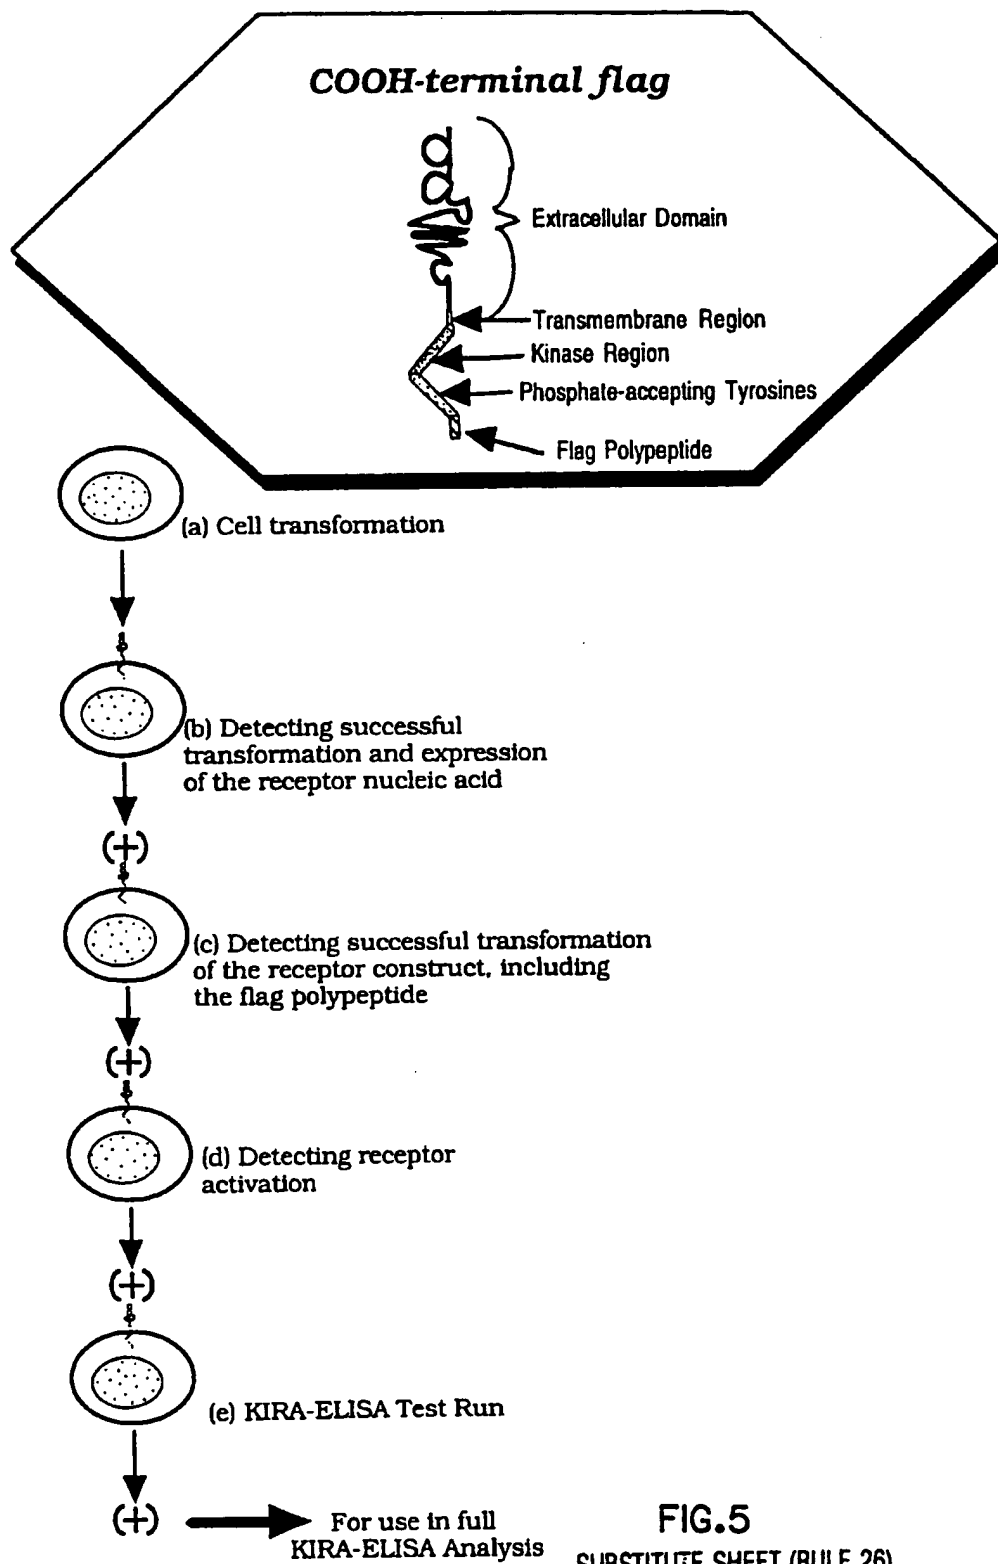 COOH-terminal flag
Extracellular Domain
Transmembrane Region
Kinase Region
Phosphate-accepting Tyrosines
Flag Polypeptide
(a) Cell transformation
(b) Detecting successful
transformation and expression
of the receptor nucleic acid
(+)
(c) Detecting successful transformation
of the receptor construct, including
the flag polypeptide
(+)
(d) Detecting receptor
activation
(+)
(e) KIRA-ELISA Test Run
(+)
For use in full
KIRA-ELISA Analysis
FIG.5
SUBSTITUTE SHEET (RULE 26)